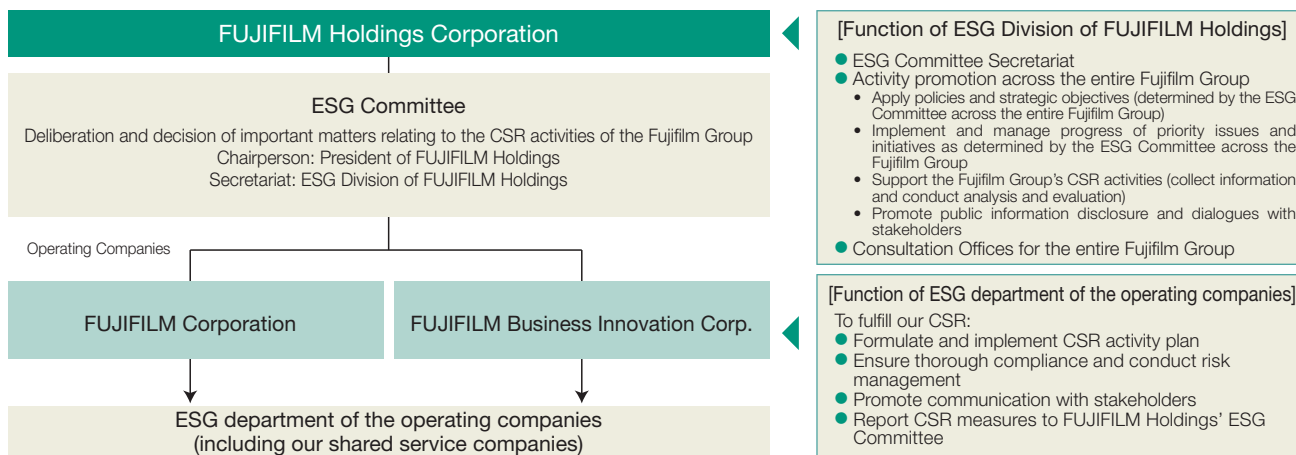 FUJIFILM Holdings Corporation
ESG Committee
Deliberation and decision of important matters relating to the CSR activities of the Fujifilm Group
Chairperson: President of FUJIFILM Holdings
Secretariat: ESG Division of FUJIFILM Holdings
Operating Companies
FUJIFILM Corporation
FUJIFILM Business Innovation Corp.
ESG department of the operating companies
(including our shared service companies)
[Function of ESG Division of FUJIFILM Holdings]
● ESG Committee Secretariat
● Activity promotion across the entire Fujifilm Group
• Apply policies and strategic objectives (determined by the ESG
Committee across the entire Fujifilm Group)
• Implement and manage progress of priority issues and
initiatives as determined by the ESG Committee across the
Fujifilm Group
• Support the Fujifilm Group's CSR activities (collect information
and conduct analysis and evaluation)
• Promote public information disclosure and dialogues with
stakeholders
● Consultation Offices for the entire Fujifilm Group
[Function of ESG department of the operating companies]
To fulfill our CSR:
● Formulate and implement CSR activity plan
● Ensure thorough compliance and conduct risk
management
● Promote communication with stakeholders
● Report CSR measures to FUJIFILM Holdings' ESG
Committee